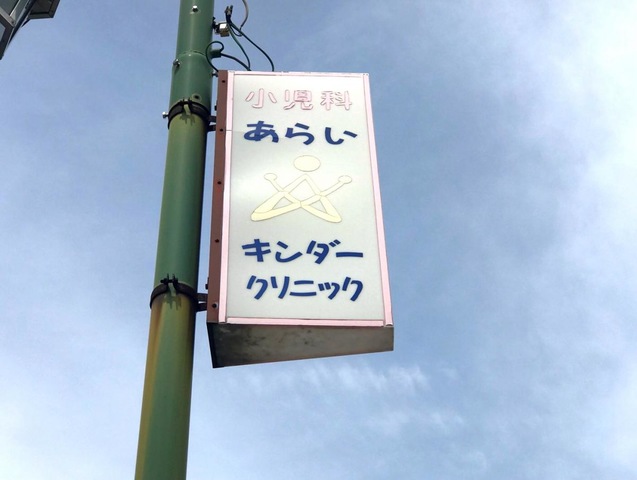 小児科
あらい
キンダー
クリニック